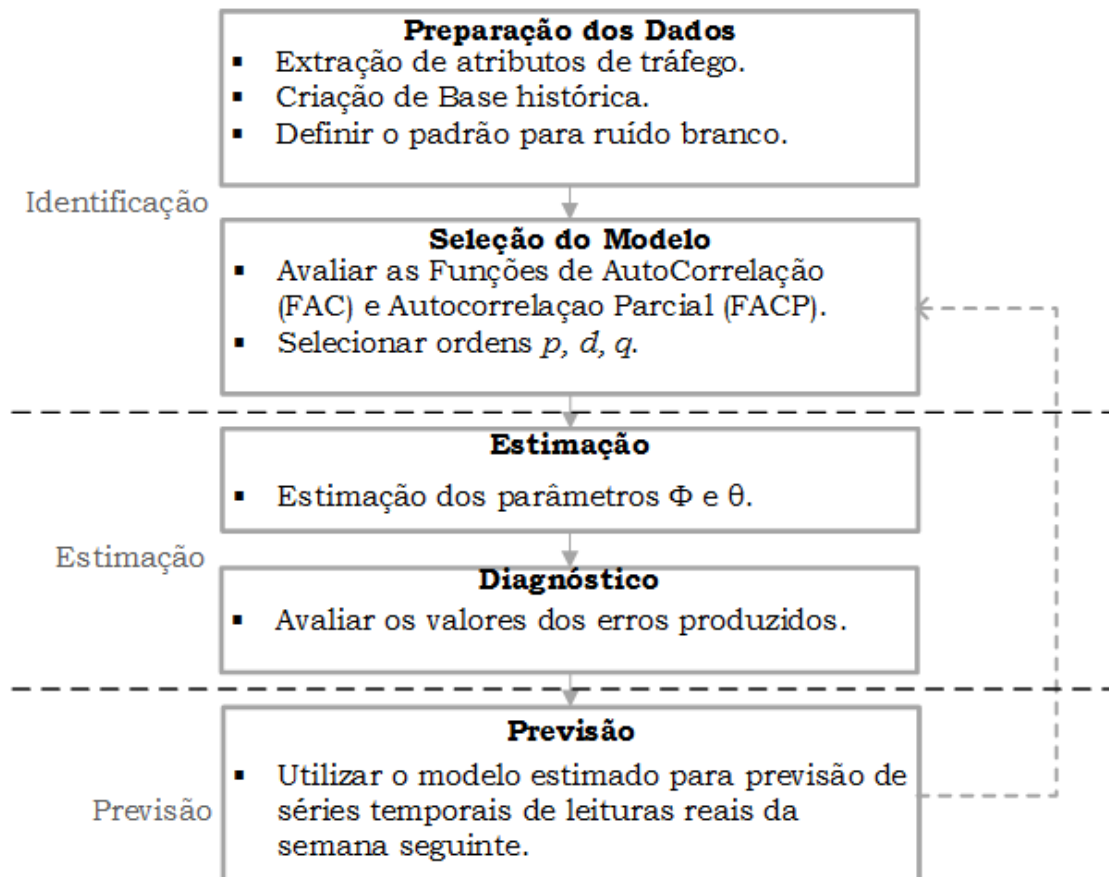 Preparação dos Dados
▪ Extração de atributos de tráfego.
▪ Criação de Base histórica.
▪ Definir o padrão para ruído branco.
Identificação
Seleção do Modelo
▪ Avaliar as Funções de AutoCorrelação
(FAC) e Autocorrelaçao Parcial (FACP).
▪ Selecionar ordens p, d, q.
Estimação
▪ Estimação dos parâmetros Φ e θ.
Estimação
Diagnóstico
▪ Avaliar os valores dos erros produzidos.
Previsão
▪ Utilizar o modelo estimado para previsão de
séries temporais de leituras reais da
semana seguinte.
Previsão